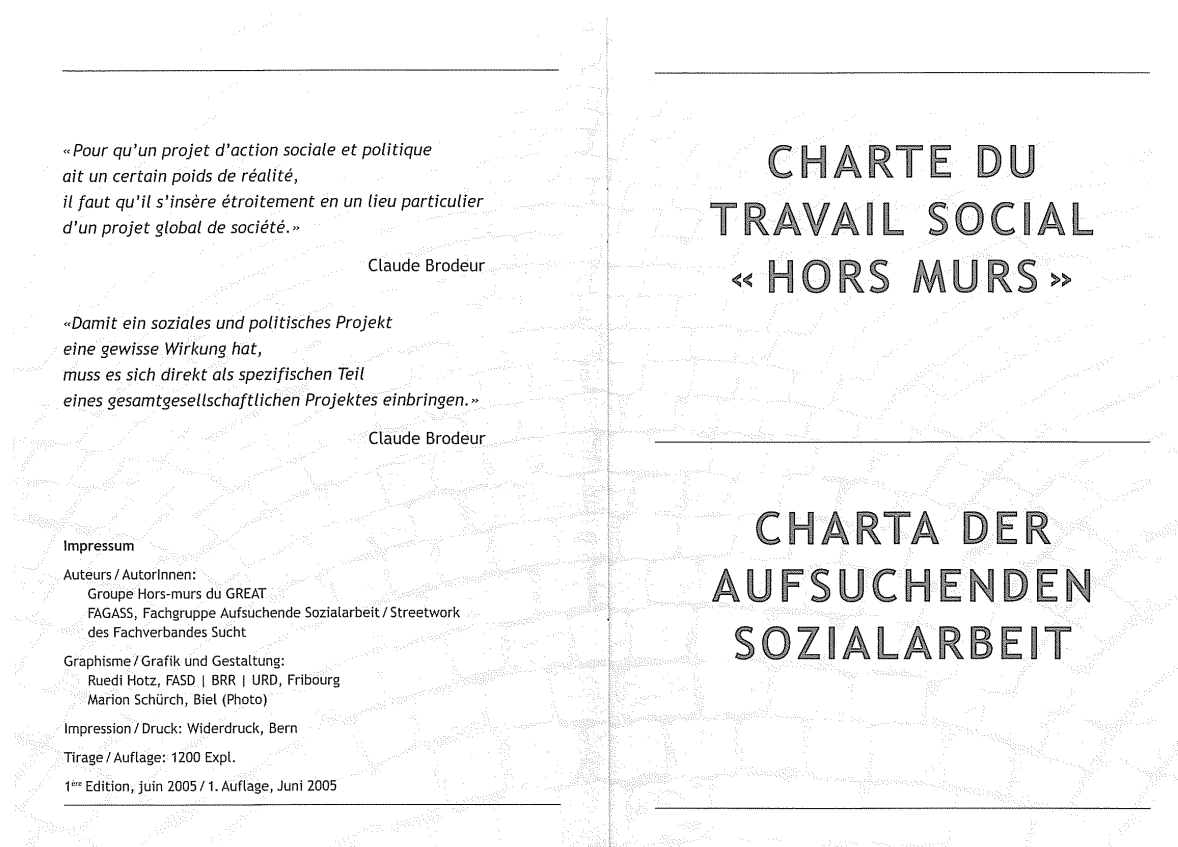 «Pour qu'un projet d'action sociale et politique
ait un certain poids de réalité,
il faut qu'il s'insère étroitement en un lieu particulier
d'un projet global de société.»
Claude Brodeur
«Damit ein soziales und politisches Projekt
eine gewisse Wirkung hat,
muss es sich direkt als spezifischen Teil
eines gesamtgesellschaftlichen Projektes einbringen.»
Claude Brodeur
Impressum
Auteurs / AutorInnen:
Groupe Hors-murs du GREAT
FAGASS, Fachgruppe Aufsuchende Sozialarbeit / Streetwork
des Fachverbandes Sucht
Graphisme / Grafik und Gestaltung:
Ruedi Hotz, FASD | BRR | URD, Fribourg
Marion Schürch, Biel (Photo)
Impression / Druck: Widerdruck, Bern
Tirage / Auflage: 1200 Expl.
1ère Edition, juin 2005 / 1. Auflage, Juni 2005
CHARTE DU
TRAVAIL SOCIAL
« HORS MURS »
CHARTA DER
AUFSUCHENDEN
SOZIALARBEIT